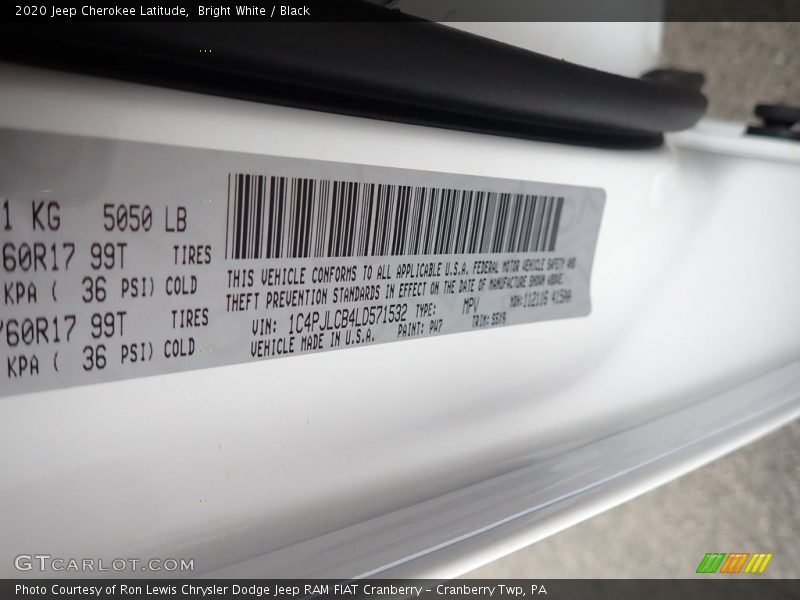 2020 Jeep Cherokee Latitude,  Bright White / Black
1 KG 5050 LB
60R17 99T TIRES
KPA ( 36 PSI) COLD
/60R17 99T TIRES
KPA ( 36 PSI) COLD
THIS VEHICLE CONFORMS TO ALL APPLICABLE U.S.A. FEDERAL MOTOR VEHICLE SAFETY AND
THEFT PREVENTION STANDARDS IN EFFECT ON THE DATE OF MANUFACTURE SHOWN ABOVE.
VIN: 1C4PJLCB4LD571532 TYPE: MPV
VEHICLE MADE IN U.S.A. PAINT: PW7 TRIM:
GTCARLOT.COM
Photo Courtesy of Ron Lewis Chrysler Dodge Jeep RAM FIAT Cranberry – Cranberry Twp, PA